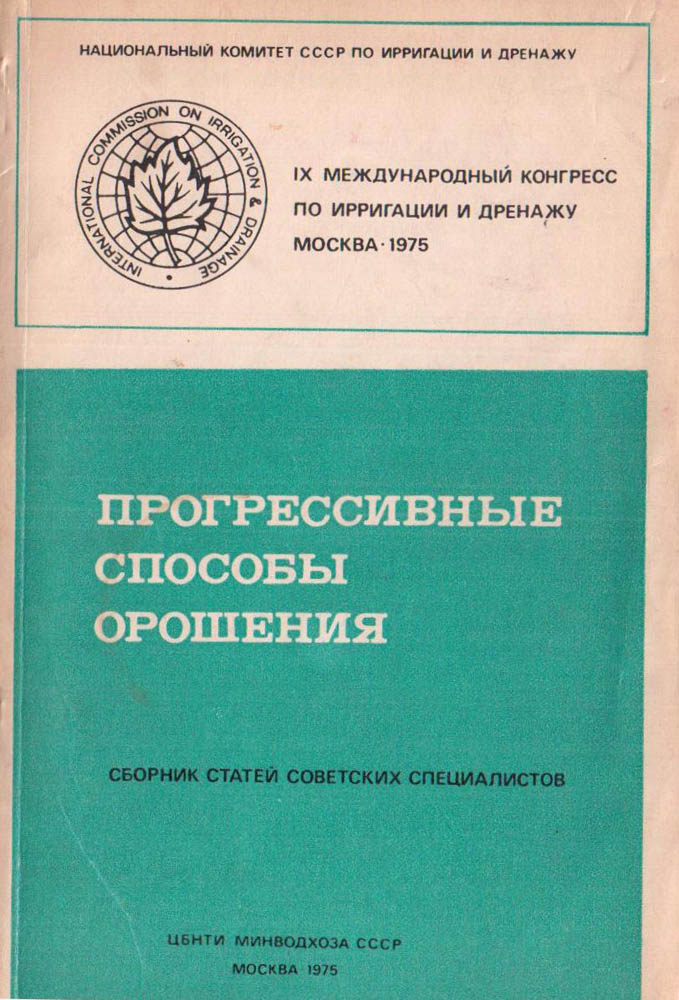 НАЦИОНАЛЬНЫЙ КОМИТЕТ СССР ПО ИРРИГАЦИИ И ДРЕНАЖУ
INTERNATIONAL COMMISSION ON IRRIGATION & DRAINAGE
IX МЕЖДУНАРОДНЫЙ КОНГРЕСС
ПО ИРРИГАЦИИ И ДРЕНАЖУ
МОСКВА · 1975
ПРОГРЕССИВНЫЕ
СПОСОБЫ
ОРОШЕНИЯ
СБОРНИК СТАТЕЙ СОВЕТСКИХ СПЕЦИАЛИСТОВ
ЦБНТИ МИНВОДХОЗА СССР
МОСКВА 1975